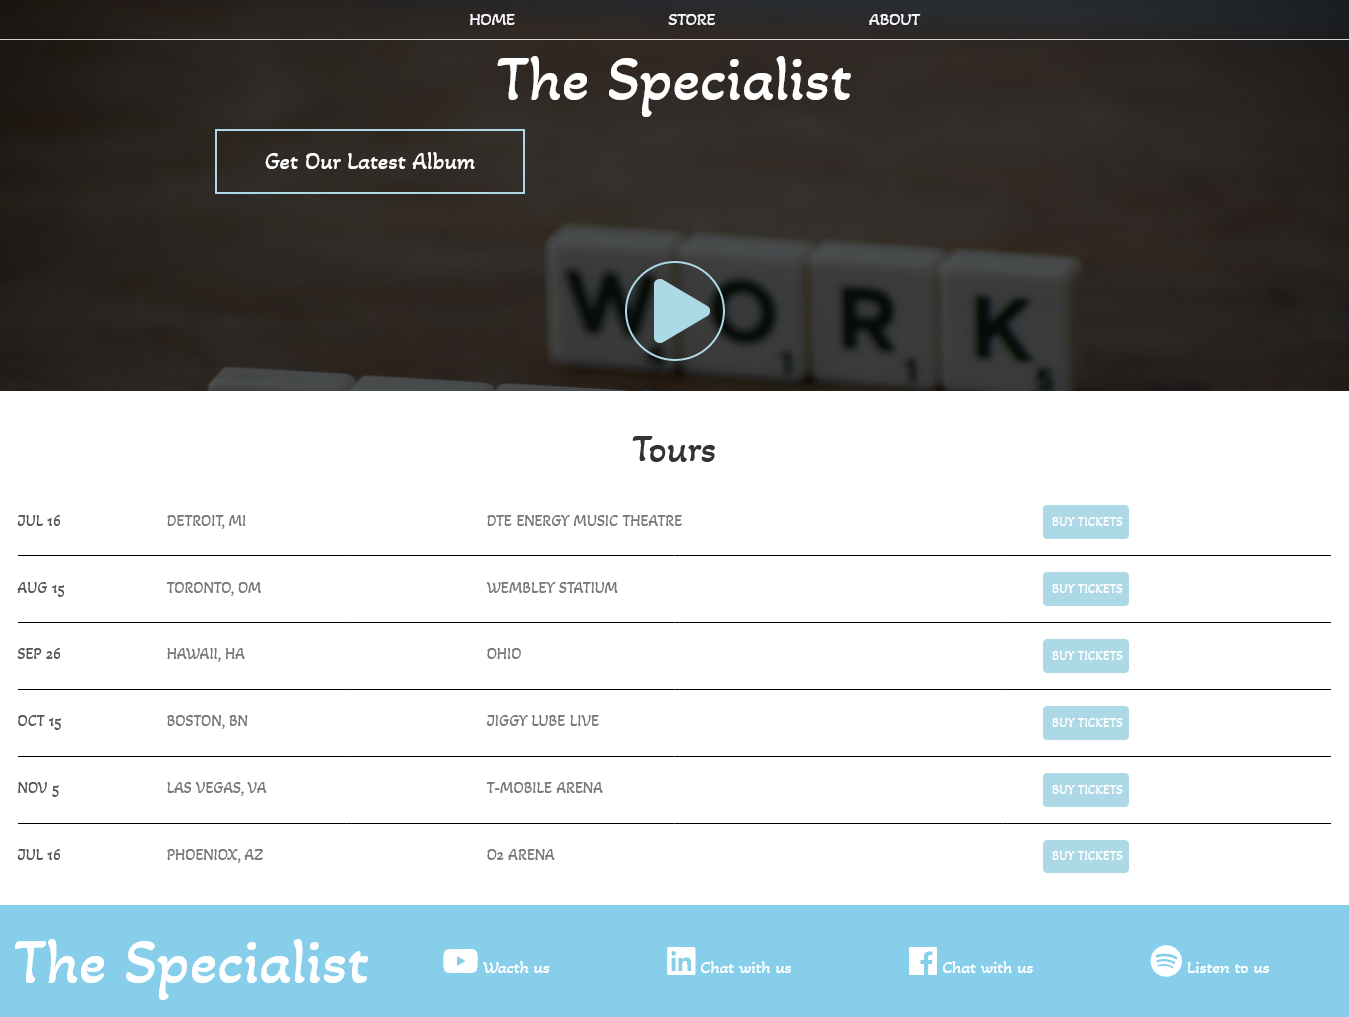 HOME STORE ABOUT
The Specialist
Get Our Latest Album
W O R K
1 1 5
Tours
JUL 16 DETROIT, MI DTE ENERGY MUSIC THEATRE BUY TICKETS
AUG 15 TORONTO, OM WEMBLEY STATIUM BUY TICKETS
SEP 26 HAWAII, HA OHIO BUY TICKETS
OCT 15 BOSTON, BN JIGGY LUBE LIVE BUY TICKETS
NOV 5 LAS VEGAS, VA T-MOBILE ARENA BUY TICKETS
JUL 16 PHOENIOX, AZ O2 ARENA BUY TICKETS
The Specialist Wacth us Chat with us Chat with us Listen to us